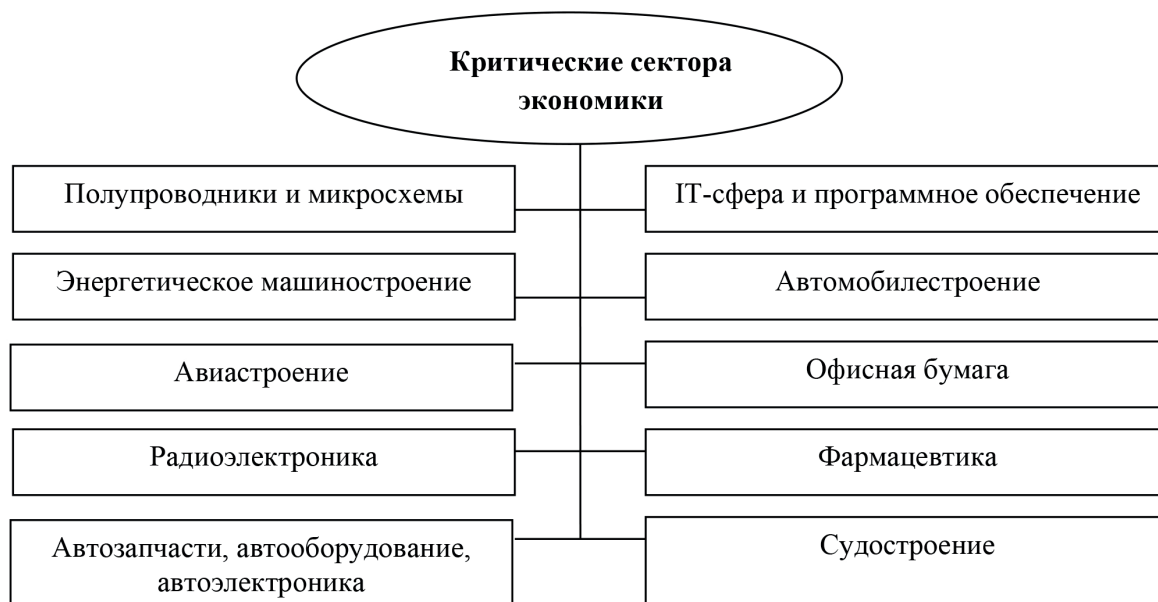 Критические сектора
экономики
Полупроводники и микросхемы
IT-сфера и программное обеспечение
Энергетическое машиностроение
Автомобилестроение
Авиастроение
Офисная бумага
Радиоэлектроника
Фармацевтика
Автозапчасти, автооборудование,
автоэлектроника
Судостроение